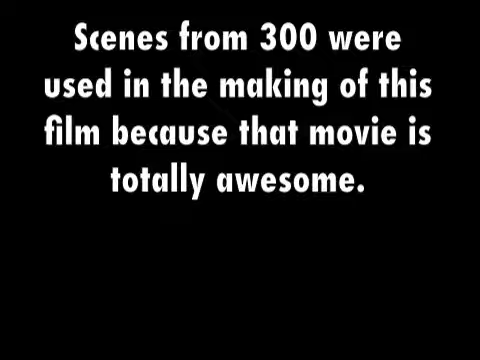 Scenes from 300 were
used in the making of this
film because that movie is
totally awesome.